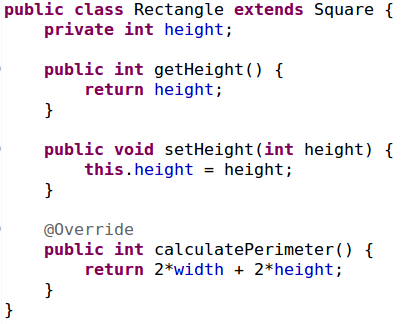 public class Rectangle extends Square {
    private int height;

    public int getHeight() {
        return height;
    }

    public void setHeight(int height) {
        this.height = height;
    }

    @Override
    public int calculatePerimeter() {
        return 2*width + 2*height;
    }
}